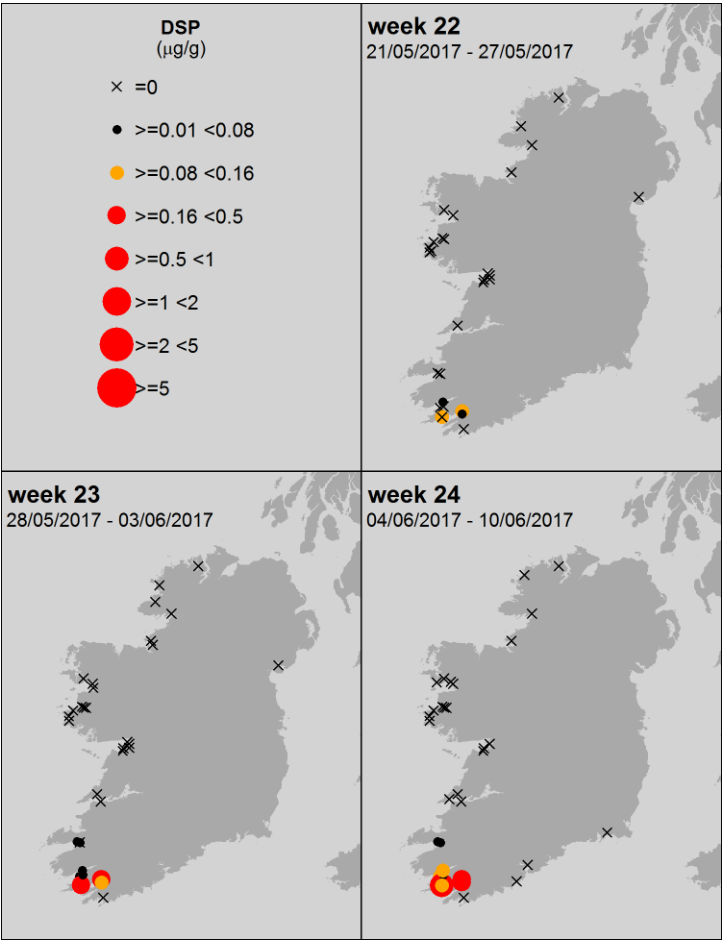 DSP
(µg/g)
=0
>=0.01 <0.08
>=0.08 <0.16
>=0.16 <0.5
>=0.5 <1
>=1 <2
>=2 <5
>=5
week 22
21/05/2017 - 27/05/2017
week 23
28/05/2017 - 03/06/2017
week 24
04/06/2017 - 10/06/2017